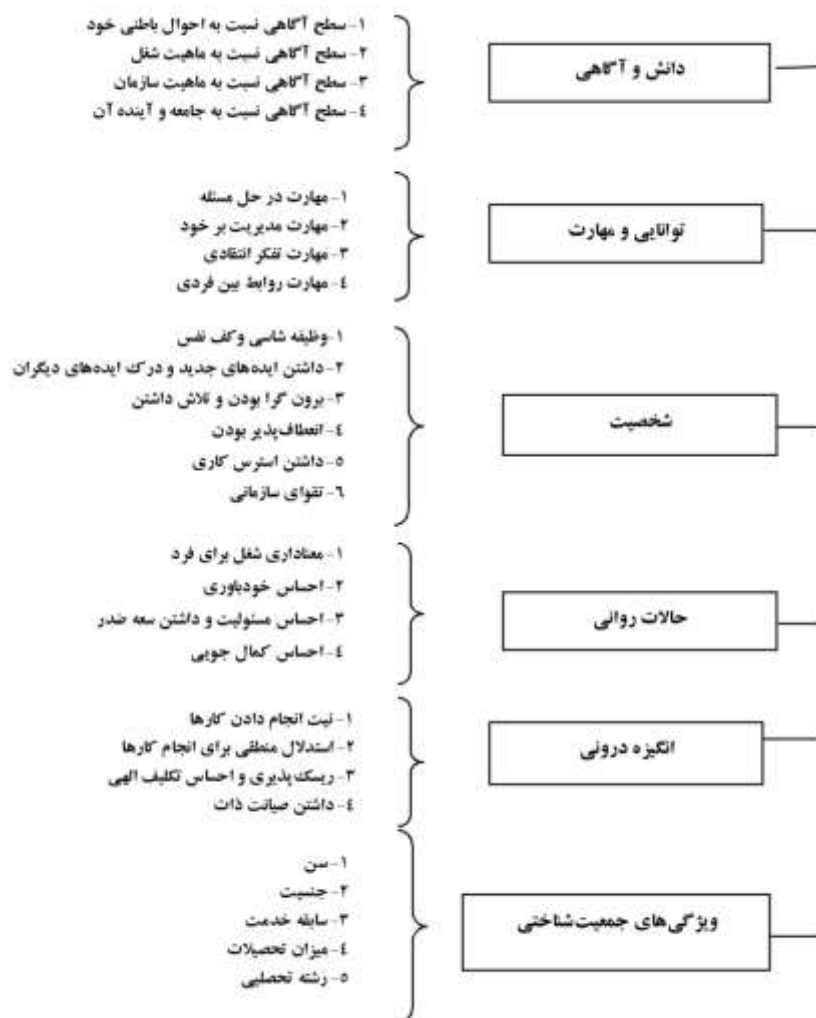 دانش و آگاهی
۱- سطح آگاهی نسبت به احوال باطنی خود
۲- سطح آگاهی نسبت به ماهیت شغل
۳- سطح آگاهی نسبت به ماهیت سازمان
٤- سطح آگاهی نسبت به جامعه و آینده آن
توانایی و مهارت
۱- مهارت در حل مسئله
۲- مهارت مدیریت بر خود
۳- مهارت تفکر انتقادی
٤- مهارت روابط بین فردی
شخصیت
۱-وظیفه شاسی وکف نفس
۲- داشتن ایده‌های جدید و درک ایده‌های دیگران
۳- برون گرا بودن و تلاش داشتن
٤- انعطاف‌پذیر بودن
٥- داشتن استرس کاری
٦- تقوای سازمانی
حالات روانی
۱- معناداری شغل برای فرد
۲- احساس خودباوری
۳- احساس مسئولیت و داشتن سعه صدر
٤- احساس کمال جویی
انگیزه درونی
۱- نیت انجام دادن کارها
۲- استدلال منطقی برای انجام کارها
۳- ریسک‌پذیری و احساس تکلیف الهی
٤- داشتن صیانت ذات
ویژگی‌های جمعیت‌شناختی
۱- سن
۲- جنسیت
۳- سابقه خدمت
٤- میزان تحصیلات
٥- رشته تحصلیی